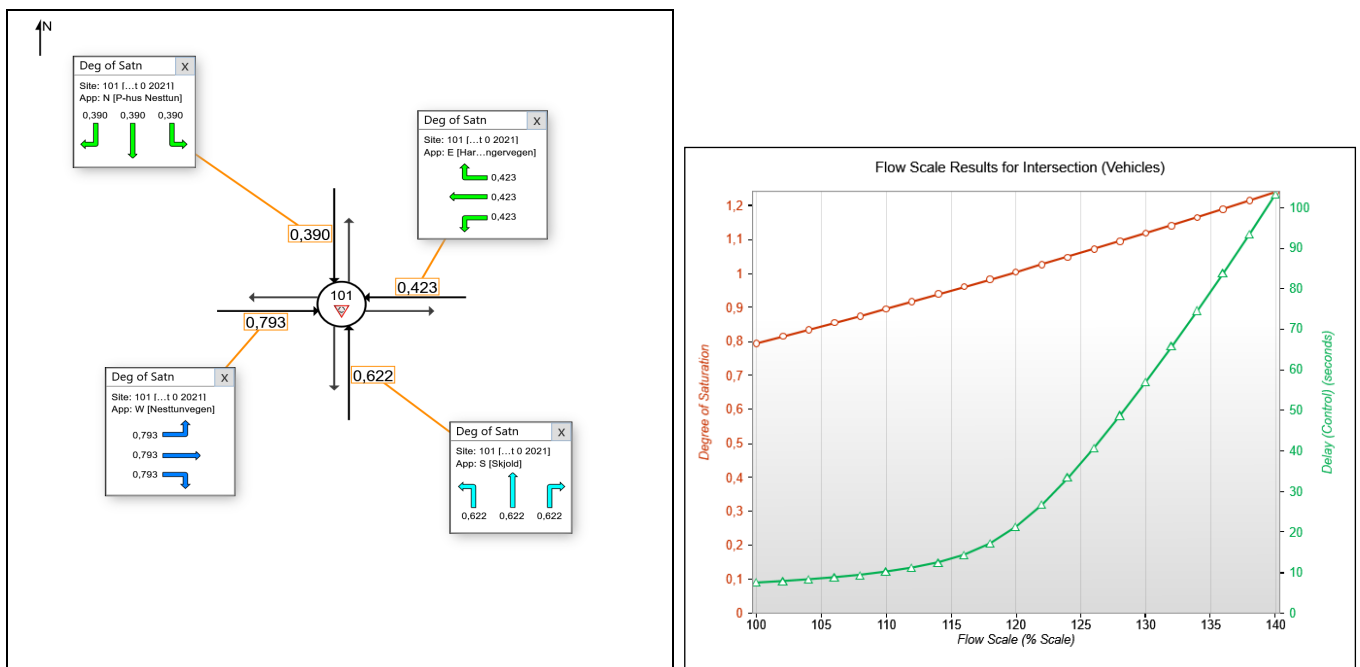 N
Deg of Satn X
Site: 101 [...t 0 2021]
App: N [P-hus Nesttun]
0,390 0,390 0,390
Deg of Satn X
Site: 101 [...t 0 2021]
App: E [Har...ngervegen]
0,423
0,423
0,423
0,390
101
0,423
0,793
0,622
Deg of Satn X
Site: 101 [...t 0 2021]
App: W [Nesttunvegen]
0,793
0,793
0,793
Deg of Satn X
Site: 101 [...t 0 2021]
App: S [Skjold]
0,622 0,622 0,622
Flow Scale Results for Intersection (Vehicles)
Degree of Saturation
1,2
1,1
1
0,9
0,8
0,7
0,6
0,5
0,4
0,3
0,2
0,1
0
100
90
80
70
60
50
40
30
20
10
0
Delay (Control) (seconds)
100 105 110 115 120 125 130 135 140
Flow Scale (% Scale)